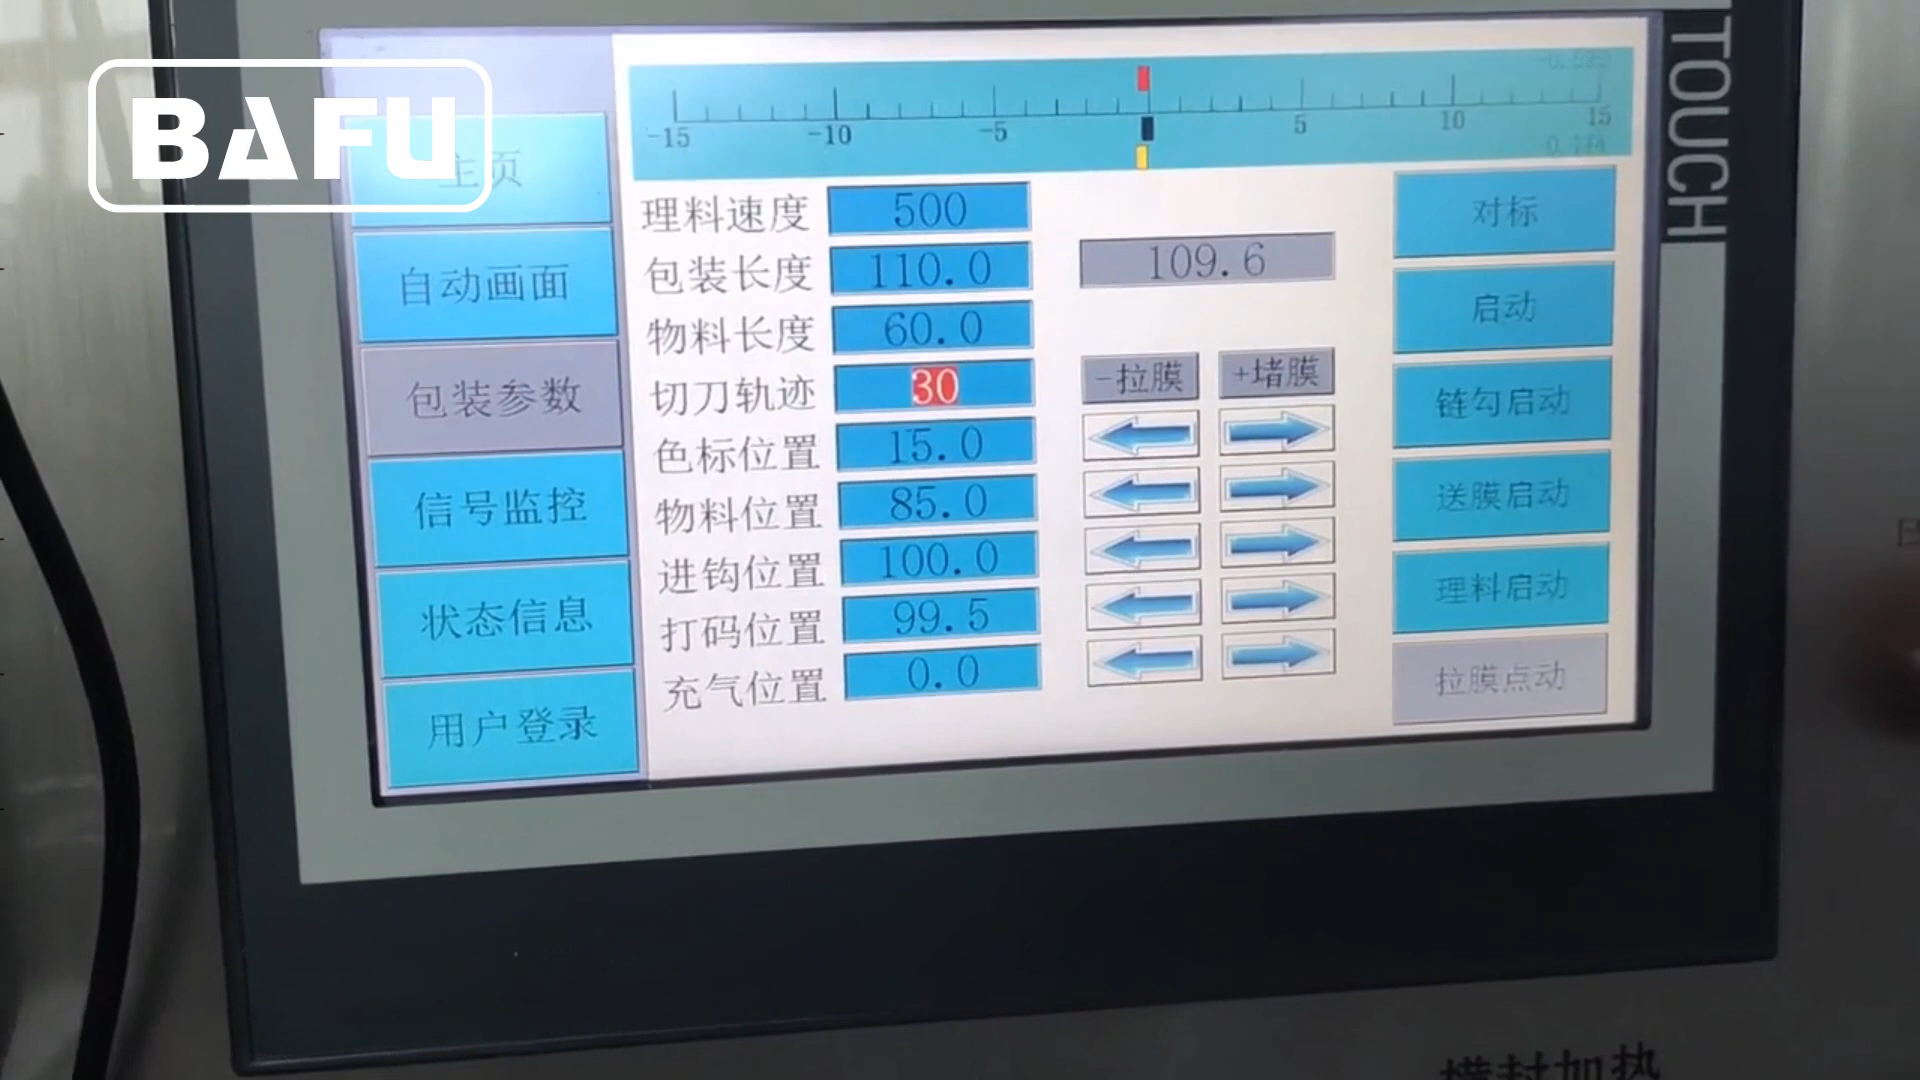 BAFU
TOUCH
-15 -10 -5 5 10 15
主页
自动画面
包装参数
信号监控
状态信息
用户登录
理料速度 500
包装长度 110.0 109.6
物料长度 60.0
切刀轨迹 30 -拉膜 +堵膜
色标位置 15.0
物料位置 85.0
进钩位置 100.0
打码位置 99.5
充气位置 0.0
对标
启动
链勾启动
送膜启动
理料启动
拉膜点动
横封加热